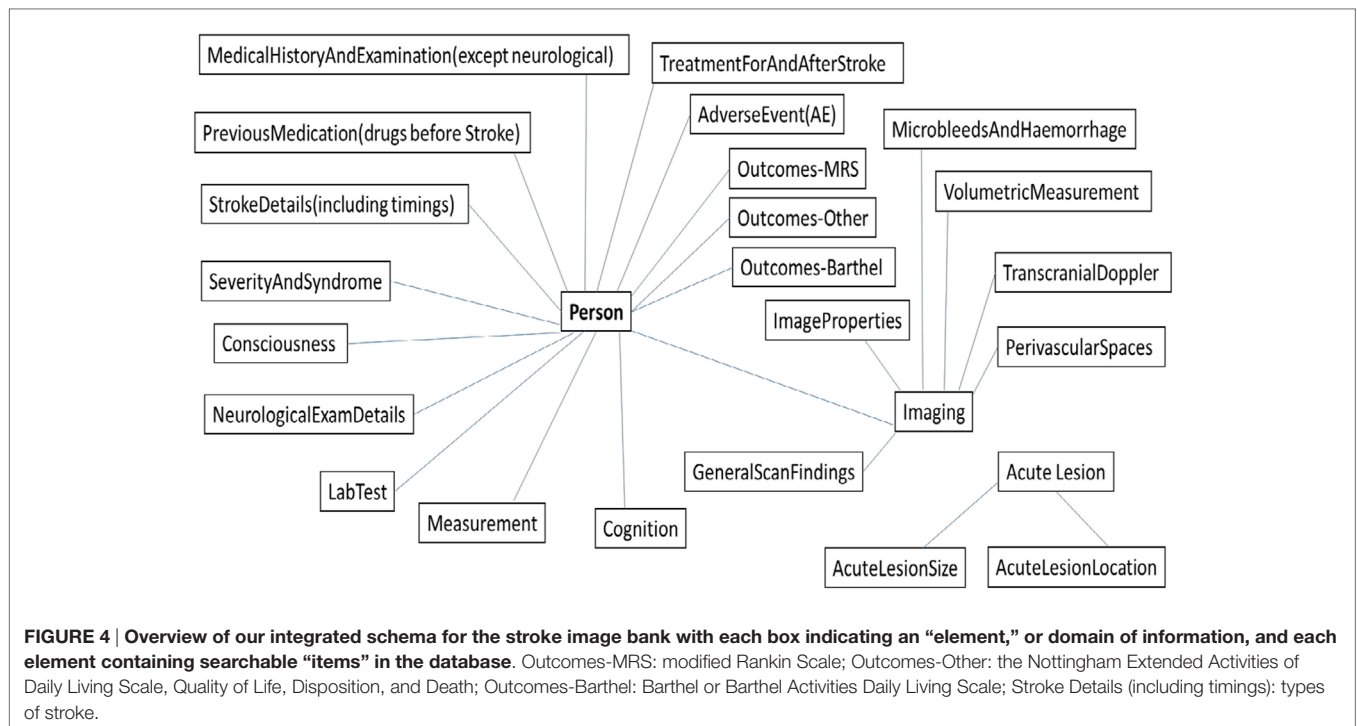 MedicalHistoryAndExamination(except neurological)
TreatmentForAndAfterStroke
AdverseEvent(AE)
MicrobleedsAndHaemorrhage
PreviousMedication(drugs before Stroke)
Outcomes-MRS
VolumetricMeasurement
StrokeDetails(including timings)
Outcomes-Other
Outcomes-Barthel
TranscranialDoppler
SeverityAndSyndrome
Person
ImageProperties
Consciousness
PerivascularSpaces
NeurologicalExamDetails
Imaging
GeneralScanFindings
Acute Lesion
LabTest
Measurement
Cognition
AcuteLesionSize
AcuteLesionLocation
FIGURE 4 | Overview of our integrated schema for the stroke image bank with each box indicating an “element,” or domain of information, and each
element containing searchable “items” in the database. Outcomes-MRS: modified Rankin Scale; Outcomes-Other: the Nottingham Extended Activities of
Daily Living Scale, Quality of Life, Disposition, and Death; Outcomes-Barthel: Barthel or Barthel Activities Daily Living Scale; Stroke Details (including timings): types
of stroke.